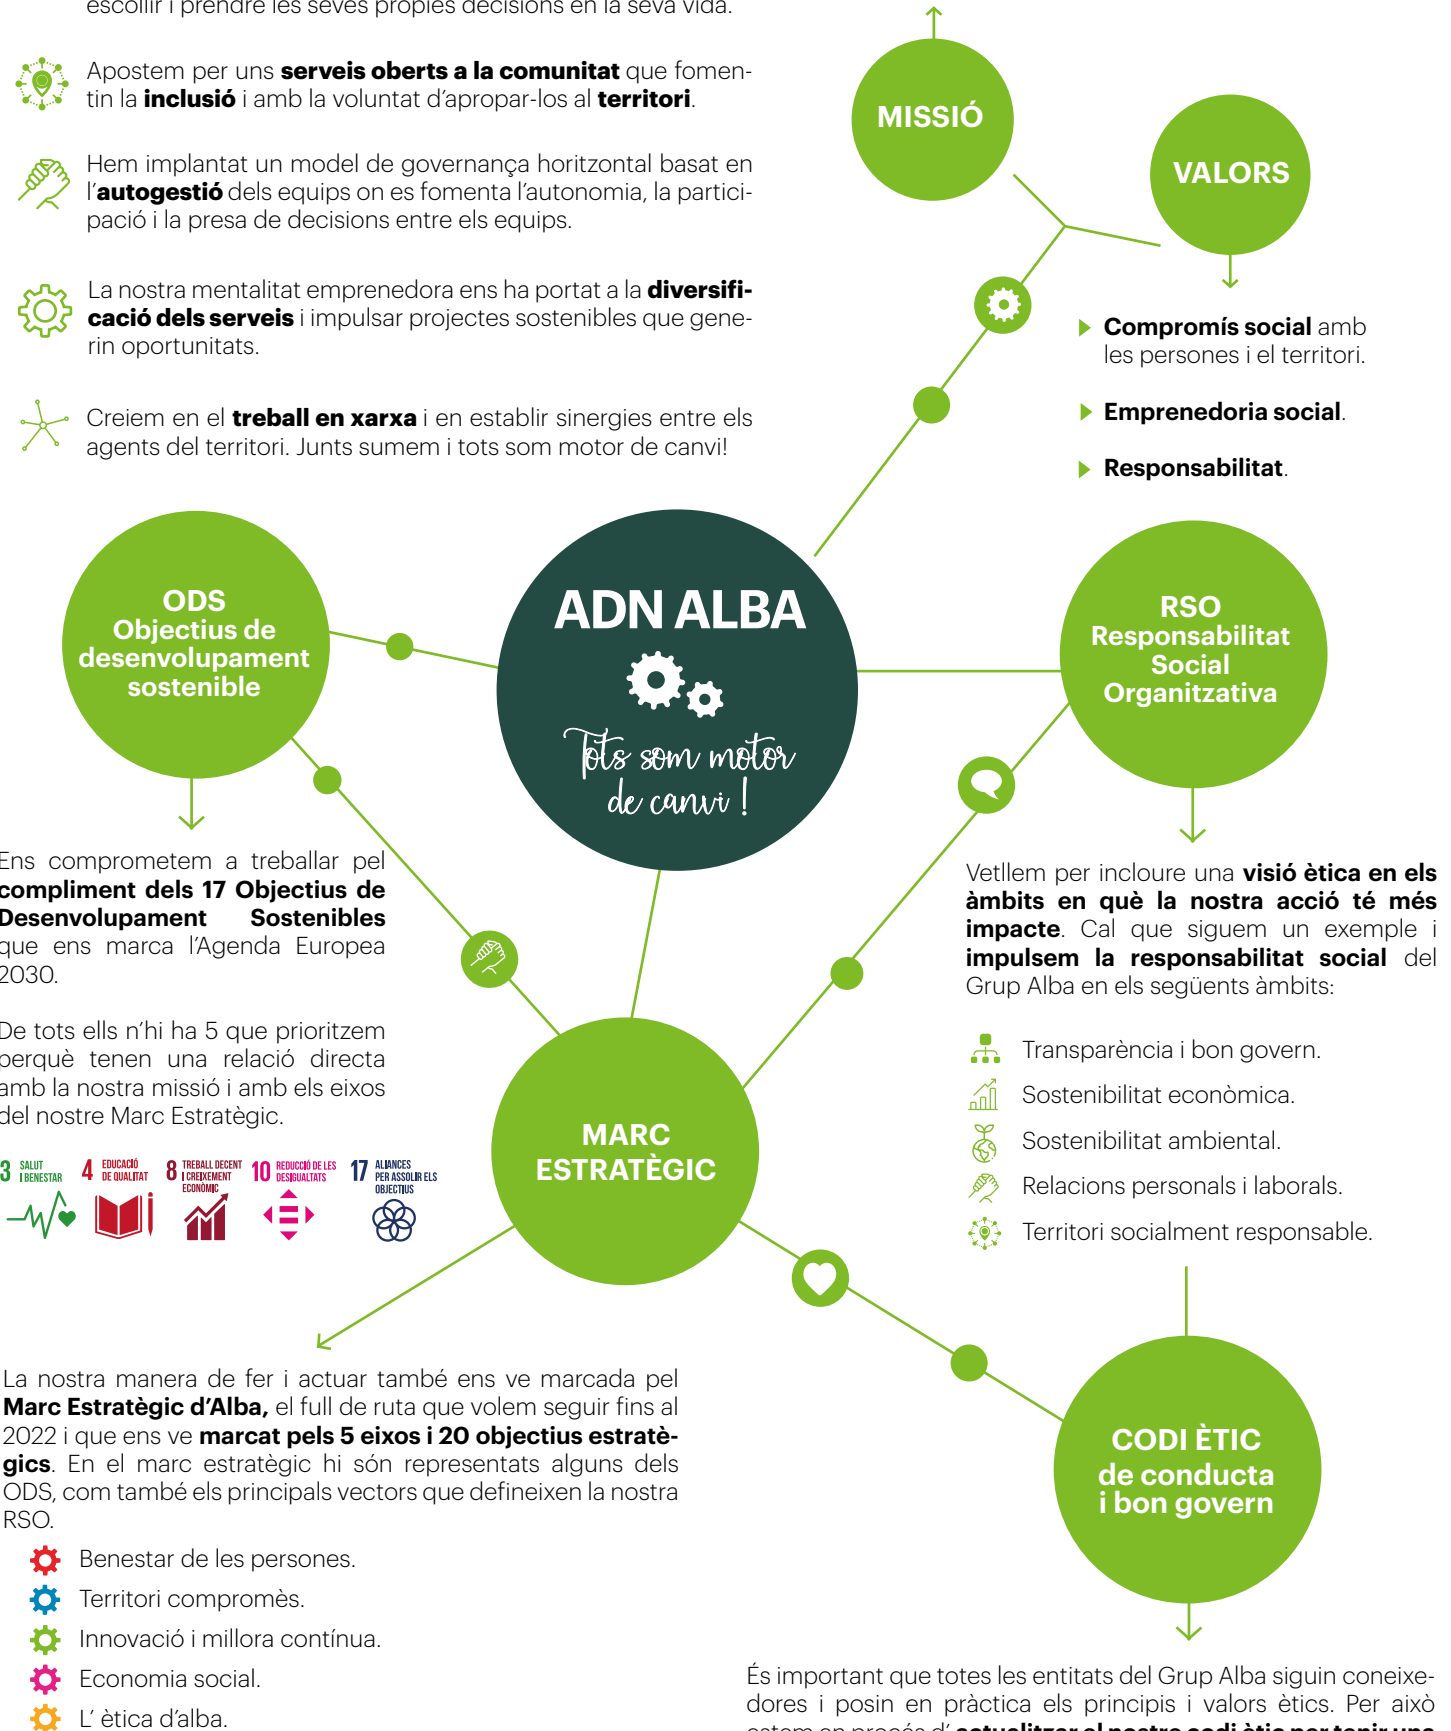 escollir i prendre les seves pròpies decisions en la seva vida.
Apostem per uns serveis oberts a la comunitat que fomen-
tin la inclusió i amb la voluntat d'apropar-los al territori.
Hem implantat un model de governança horitzontal basat en
l'autogestió dels equips on es fomenta l'autonomia, la partici-
pació i la presa de decisions entre els equips.
La nostra mentalitat emprenedora ens ha portat a la diversifi-
cació dels serveis i impulsar projectes sostenibles que gene-
rin oportunitats.
Creiem en el treball en xarxa i en establir sinergies entre els
agents del territori. Junts sumem i tots som motor de canvi!
MISSIÓ
VALORS
Compromís social amb
les persones i el territori.
Emprenedoria social.
Responsabilitat.
ADN ALBA
Tots som motor
de canvi !
ODS
Objectius de
desenvolupament
sostenible
Ens comprometem a treballar pel
compliment dels 17 Objectius de
Desenvolupament Sostenibles
que ens marca l'Agenda Europea
2030.
De tots ells n'hi ha 5 que prioritzem
perquè tenen una relació directa
amb la nostra missió i amb els eixos
del nostre Marc Estratègic.
3 SALUT
I BENESTAR
4 EDUCACIÓ
DE QUALITAT
8 TREBALL DECENT
I CREIXEMENT
ECONÒMIC
10 REDUCCIÓ DE LES
DESIGUALTATS
17 ALIANCES
PER ASSOLIR ELS
OBJECTIUS
RSO
Responsabilitat
Social
Organitzativa
Vetllem per incloure una visió ètica en els
àmbits en què la nostra acció té més
impacte. Cal que siguem un exemple i
impulsem la responsabilitat social del
Grup Alba en els següents àmbits:
Transparència i bon govern.
Sostenibilitat econòmica.
Sostenibilitat ambiental.
Relacions personals i laborals.
Territori socialment responsable.
MARC
ESTRATÈGIC
La nostra manera de fer i actuar també ens ve marcada pel
Marc Estratègic d'Alba, el full de ruta que volem seguir fins al
2022 i que ens ve marcat pels 5 eixos i 20 objectius estratè-
gics. En el marc estratègic hi són representats alguns dels
ODS, com també els principals vectors que defineixen la nostra
RSO.
Benestar de les persones.
Territori compromès.
Innovació i millora contínua.
Economia social.
L' ètica d'alba.
CODI ÈTIC
de conducta
i bon govern
És important que totes les entitats del Grup Alba siguin coneixe-
dores i posin en pràctica els principis i valors ètics. Per això
estem en procés d' actualitzar el nostre codi ètic per tenir una